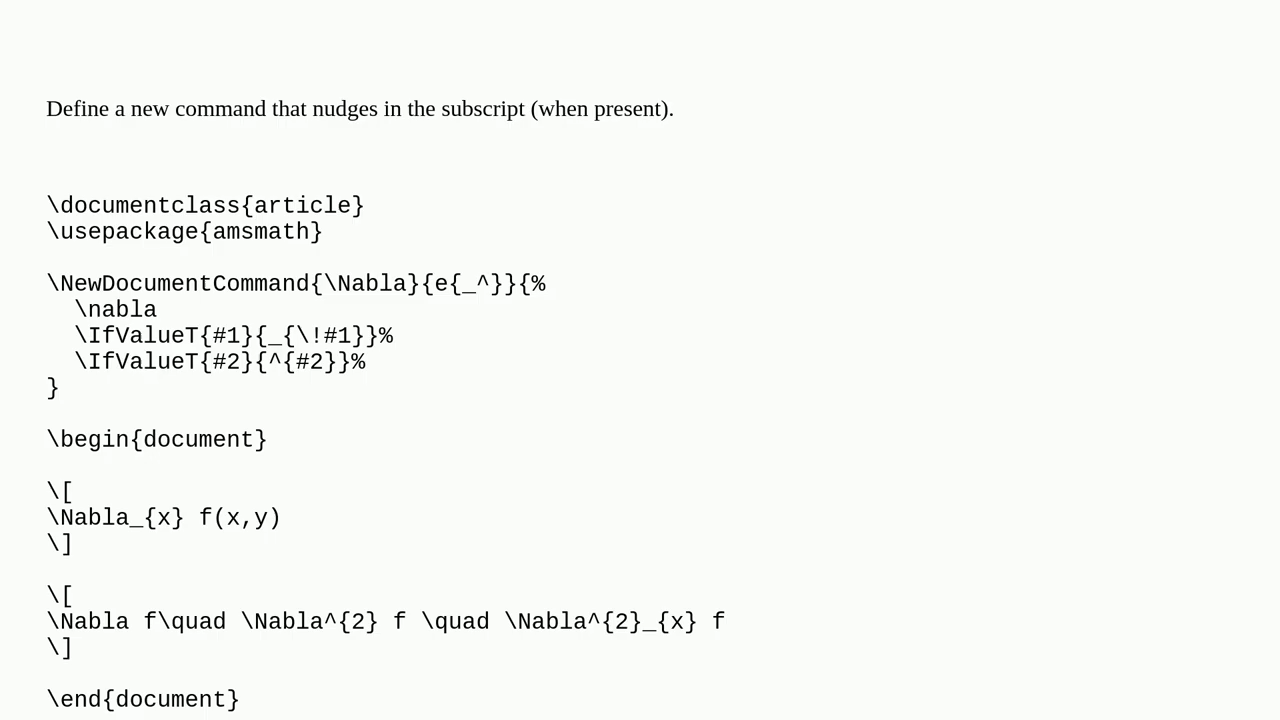 Define a new command that nudges in the subscript (when present).
\documentclass{article}
\usepackage{amsmath}
\NewDocumentCommand{\Nabla}{e{_^}}{%
  \nabla
  \IfValueT{#1}{_{\!#1}}%
  \IfValueT{#2}{^{#2}}%
}
\begin{document}
\[
\Nabla_{x} f(x,y)
\]
\[
\Nabla f\quad \Nabla^{2} f \quad \Nabla^{2}_{x} f
\]
\end{document}